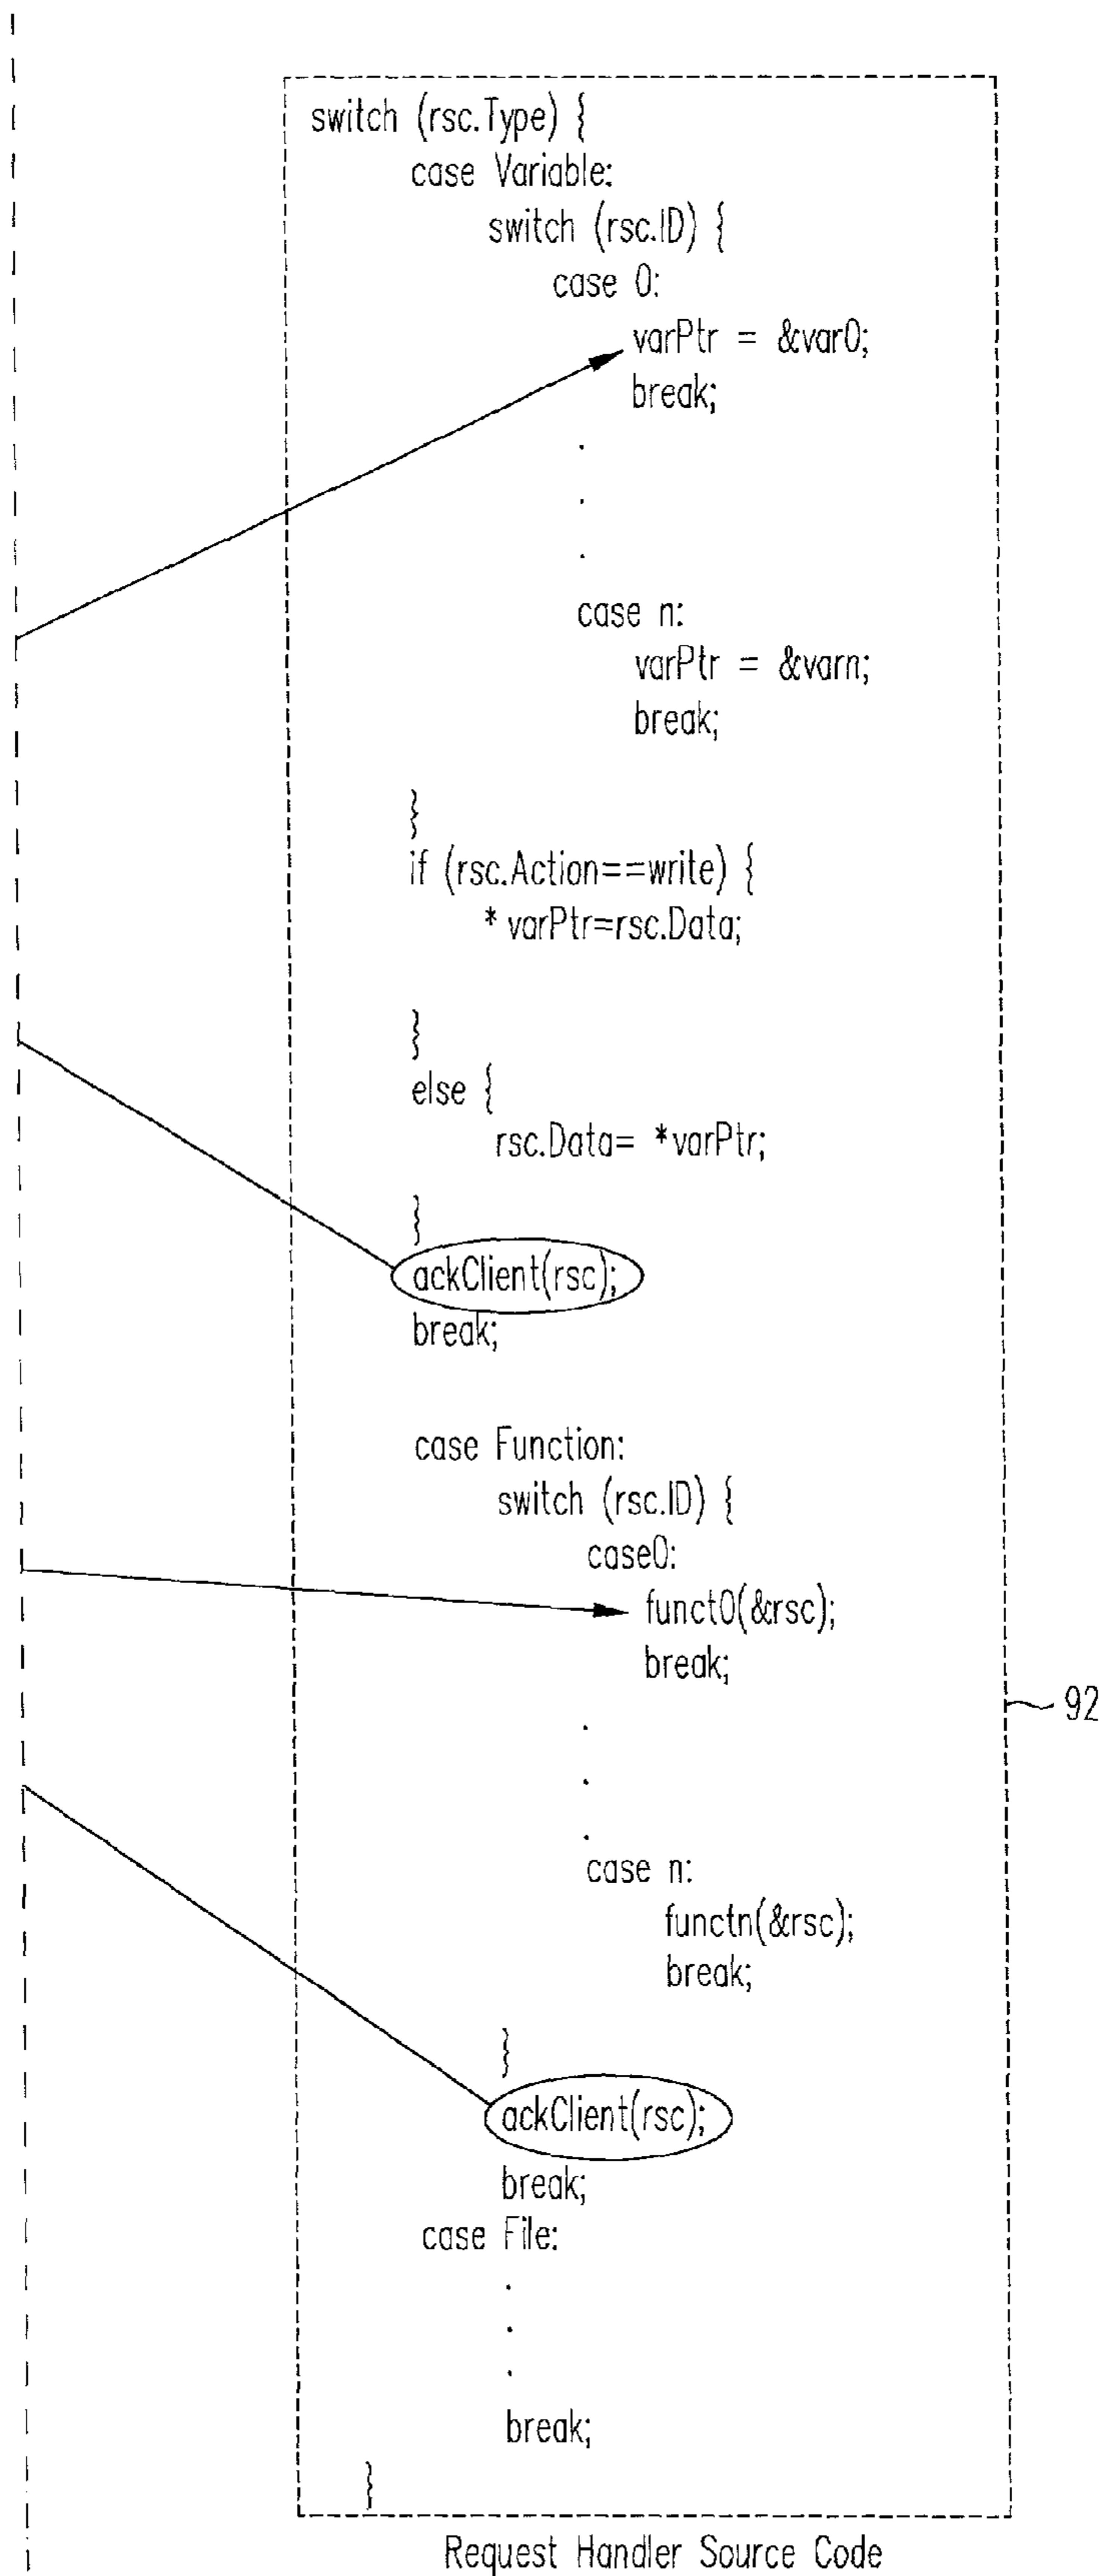 switch (rsc.Type) {
case Variable:
switch (rsc.ID) {
case 0:
varPtr = &var0;
break;
.
.
.
case n:
varPtr = &varn;
break;
}
if (rsc.Action==write) {
* varPtr=rsc.Data;
}
else {
rsc.Data= *varPtr;
}
ackClient(rsc);
break;
case Function:
switch (rsc.ID) {
case0:
funct0(&rsc);
break;
92
.
.
.
case n:
functn(&rsc);
break;
}
ackClient(rsc);
break;
case File:
.
.
.
break;
}
Request Handler Source Code